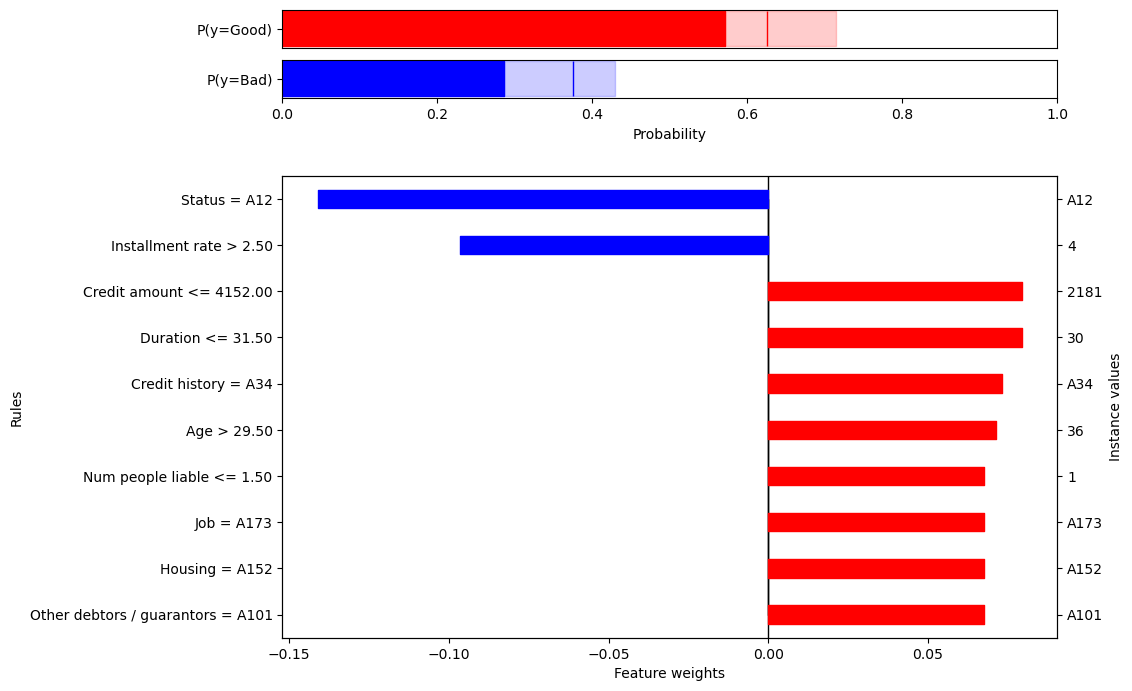 P(y=Good)
P(y=Bad)
0.0 0.2 0.4 0.6 0.8 1.0
Probability
Status = A12 A12
Installment rate > 2.50 4
Credit amount <= 4152.00 2181
Duration <= 31.50 30
Credit history = A34 A34
Age > 29.50 36
Num people liable <= 1.50 1
Job = A173 A173
Housing = A152 A152
Other debtors / guarantors = A101 A101
Rules
Instance values
−0.15 −0.10 −0.05 0.00 0.05
Feature weights